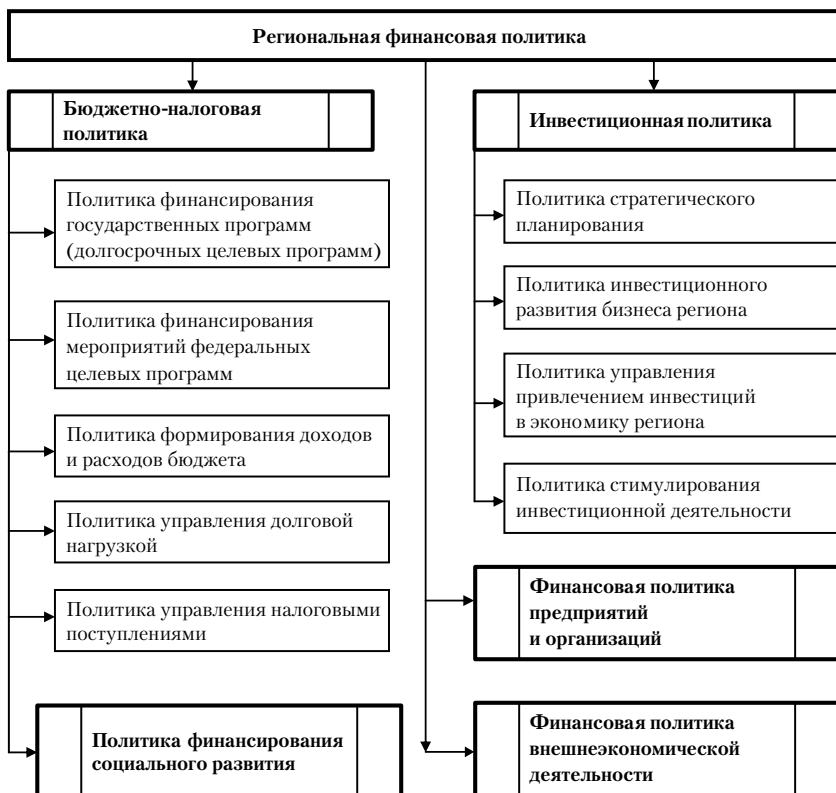 Региональная финансовая политика
Бюджетно-налоговая
политика
Политика финансирования
государственных программ
(долгосрочных целевых программ)
Политика финансирования
мероприятий федеральных
целевых программ
Политика формирования доходов
и расходов бюджета
Политика управления долговой
нагрузкой
Политика управления налоговыми
поступлениями
Политика финансирования
социального развития
Инвестиционная политика
Политика стратегического
планирования
Политика инвестиционного
развития бизнеса региона
Политика управления
привлечением инвестиций
в экономику региона
Политика стимулирования
инвестиционной деятельности
Финансовая политика
предприятий
и организаций
Финансовая политика
внешнеэкономической
деятельности